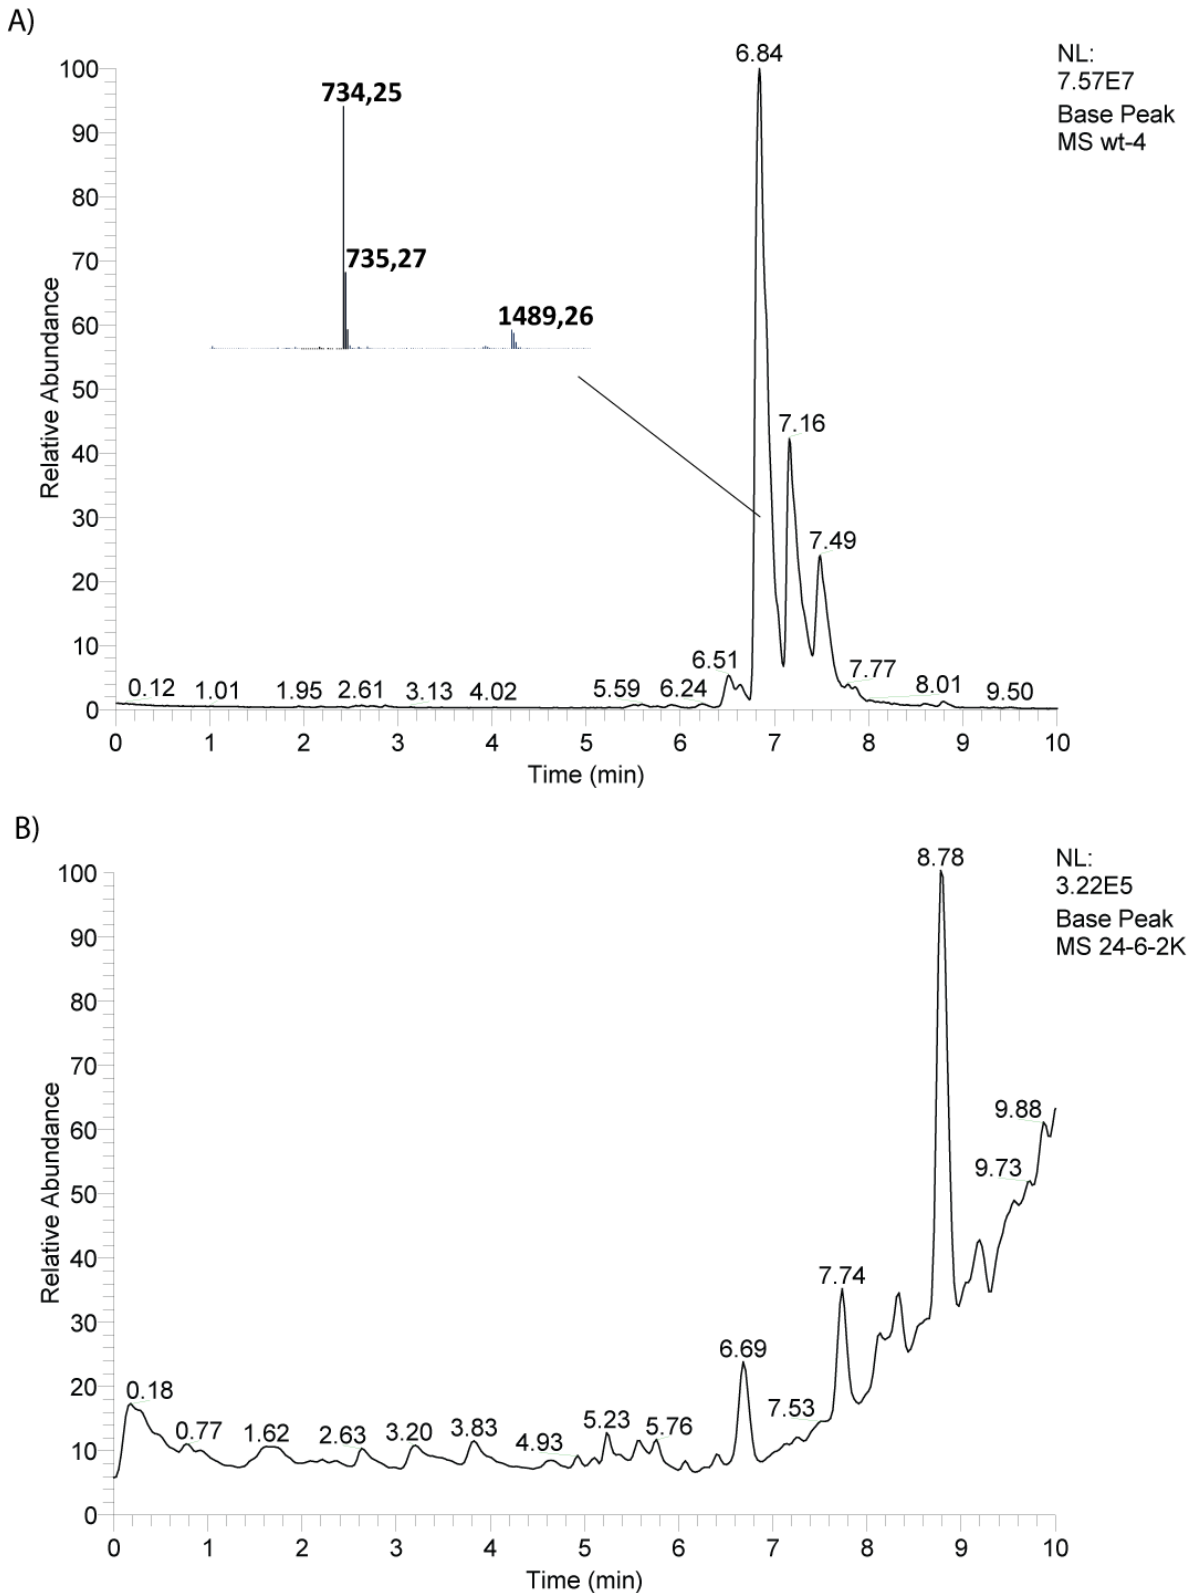 A)
6.84
NL:
7.57E7
Base Peak
MS wt-4
734,25
735,27
1489,26
7.16
7.49
6.51
7.77
0.12 1.01 1.95 2.61 3.13 4.02 5.59 6.24 8.01 9.50
100
90
80
70
60
50
40
30
20
10
0
Relative Abundance
0 1 2 3 4 5 6 7 8 9 10
Time (min)
B)
8.78
NL:
3.22E5
Base Peak
MS 24-6-2K
9.88
9.73
7.74
6.69
7.53
0.18
0.77 1.62 2.63 3.20 3.83 4.93 5.23 5.76
100
90
80
70
60
50
40
30
20
10
0
Relative Abundance
0 1 2 3 4 5 6 7 8 9 10
Time (min)